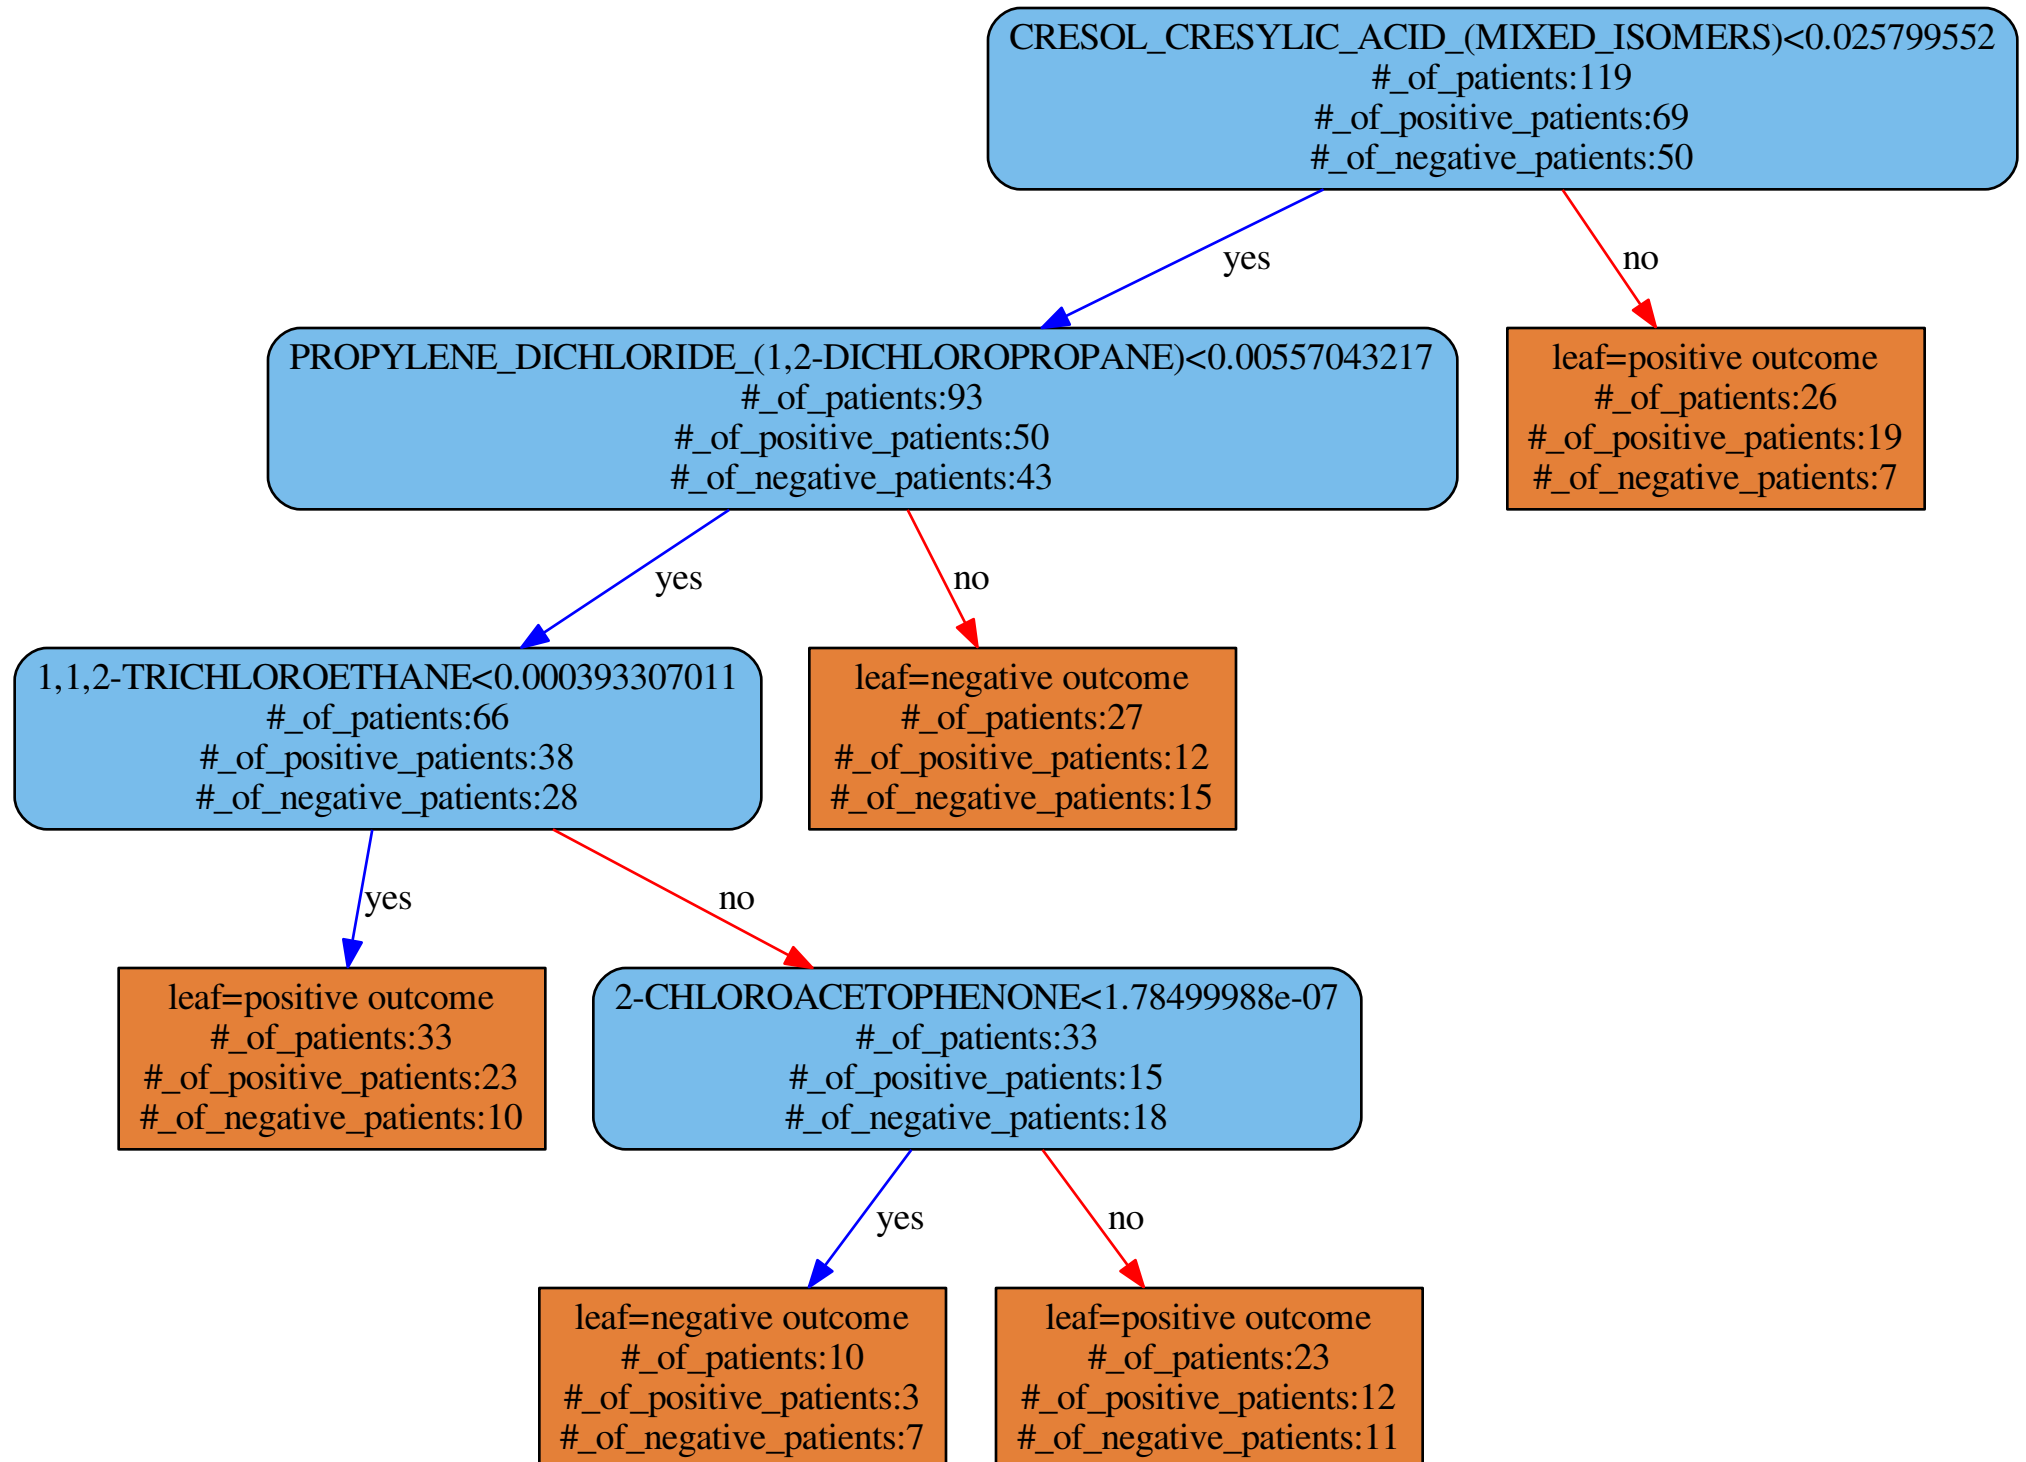 CRESOL_CRESYLIC_ACID_(MIXED_ISOMERS)<0.025799552
#_of_patients:119
#_of_positive_patients:69
#_of_negative_patients:50
yes
no
PROPYLENE_DICHLORIDE_(1,2-DICHLOROPROPANE)<0.00557043217
#_of_patients:93
#_of_positive_patients:50
#_of_negative_patients:43
leaf=positive outcome
#_of_patients:26
#_of_positive_patients:19
#_of_negative_patients:7
yes
no
1,1,2-TRICHLOROETHANE<0.000393307011
#_of_patients:66
#_of_positive_patients:38
#_of_negative_patients:28
leaf=negative outcome
#_of_patients:27
#_of_positive_patients:12
#_of_negative_patients:15
yes
no
leaf=positive outcome
#_of_patients:33
#_of_positive_patients:23
#_of_negative_patients:10
2-CHLOROACETOPHENONE<1.78499988e-07
#_of_patients:33
#_of_positive_patients:15
#_of_negative_patients:18
yes
no
leaf=negative outcome
#_of_patients:10
#_of_positive_patients:3
#_of_negative_patients:7
leaf=positive outcome
#_of_patients:23
#_of_positive_patients:12
#_of_negative_patients:11